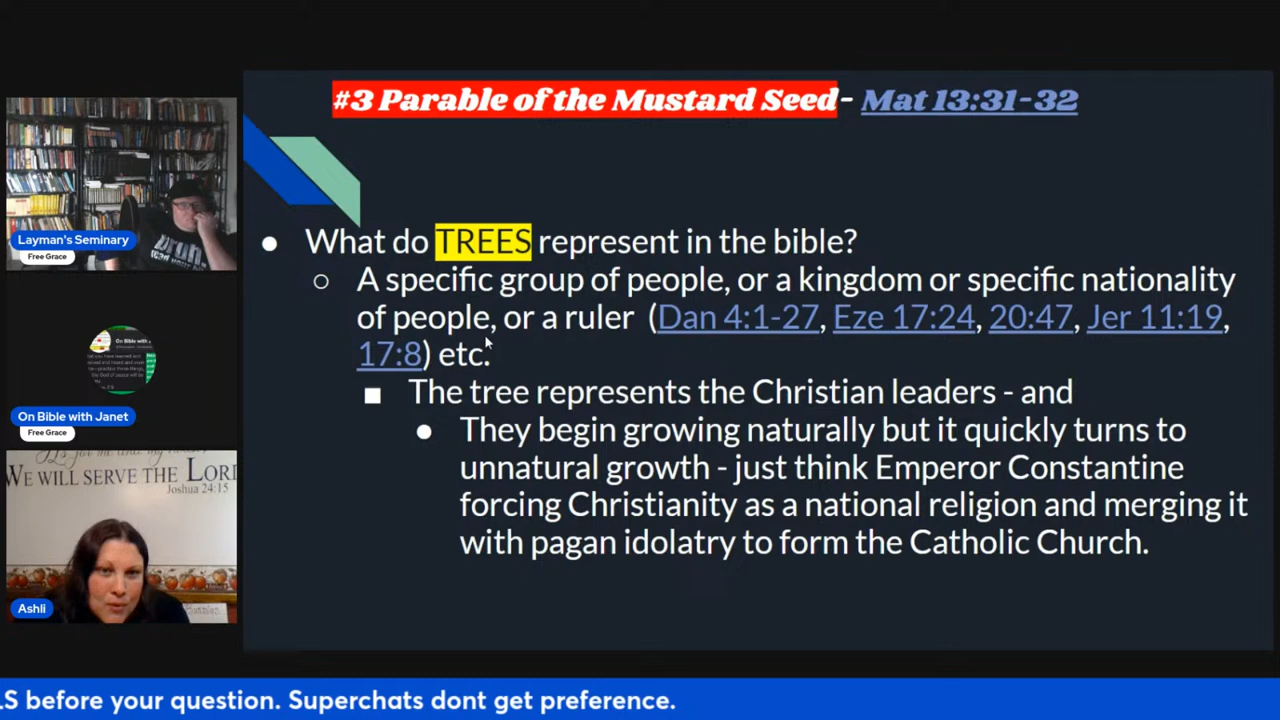 #3 Parable of the Mustard Seed - Mat 13:31-32
What do TREES represent in the bible?
A specific group of people, or a kingdom or specific nationality
of people, or a ruler (Dan 4:1-27, Eze 17:24, 20:47, Jer 11:19,
17:8) etc.
The tree represents the Christian leaders - and
They begin growing naturally but it quickly turns to
unnatural growth - just think Emperor Constantine
forcing Christianity as a national religion and merging it
with pagan idolatry to form the Catholic Church.
Layman's Seminary
Free Grace
On Bible with Janet
Free Grace
WE WILL SERVE THE LORD
Joshua 24:15
Ashli
LS before your question. Superchats dont get preference.